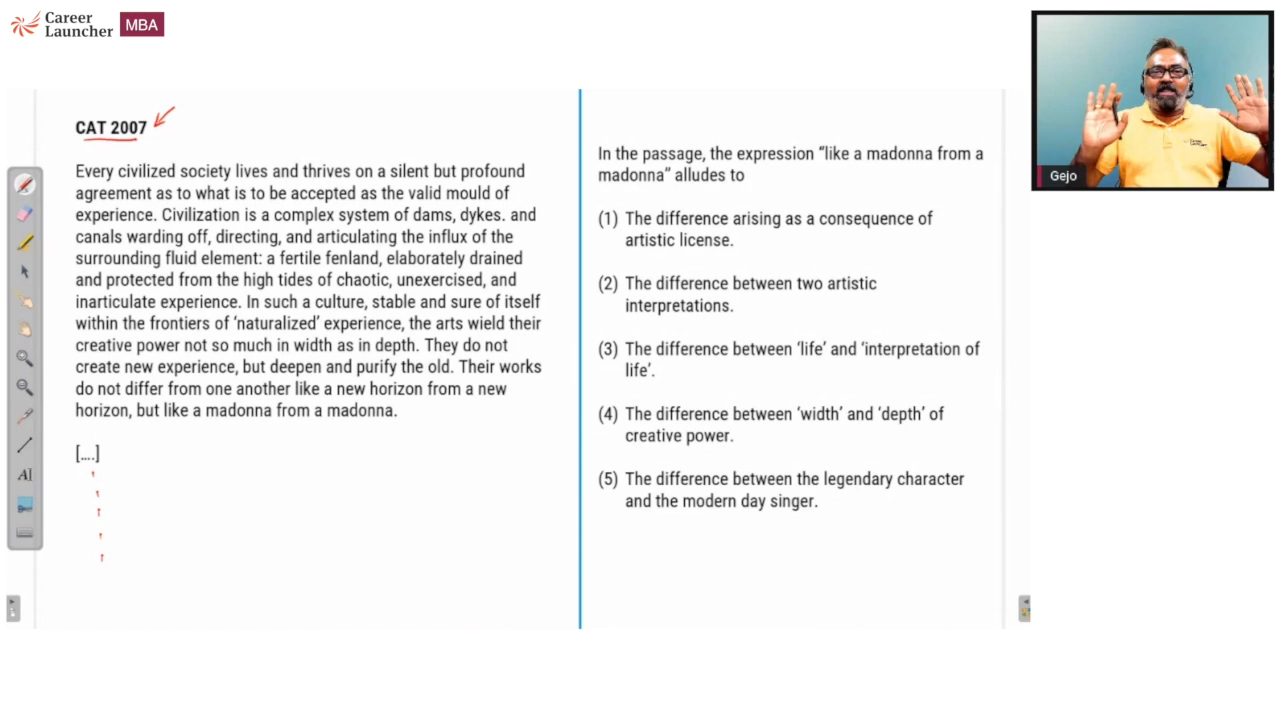 Career
Launcher
MBA
CAT 2007
Every civilized society lives and thrives on a silent but profound
agreement as to what is to be accepted as the valid mould of
experience. Civilization is a complex system of dams, dykes. and
canals warding off, directing, and articulating the influx of the
surrounding fluid element: a fertile fenland, elaborately drained
and protected from the high tides of chaotic, unexercised, and
inarticulate experience. In such a culture, stable and sure of itself
within the frontiers of ‘naturalized’ experience, the arts wield their
creative power not so much in width as in depth. They do not
create new experience, but deepen and purify the old. Their works
do not differ from one another like a new horizon from a new
horizon, but like a madonna from a madonna.
[....]
In the passage, the expression “like a madonna from a
madonna” alludes to
(1) The difference arising as a consequence of
artistic license.
(2) The difference between two artistic
interpretations.
(3) The difference between ‘life’ and ‘interpretation of
life’.
(4) The difference between ‘width’ and ‘depth’ of
creative power.
(5) The difference between the legendary character
and the modern day singer.
Gejo
AI